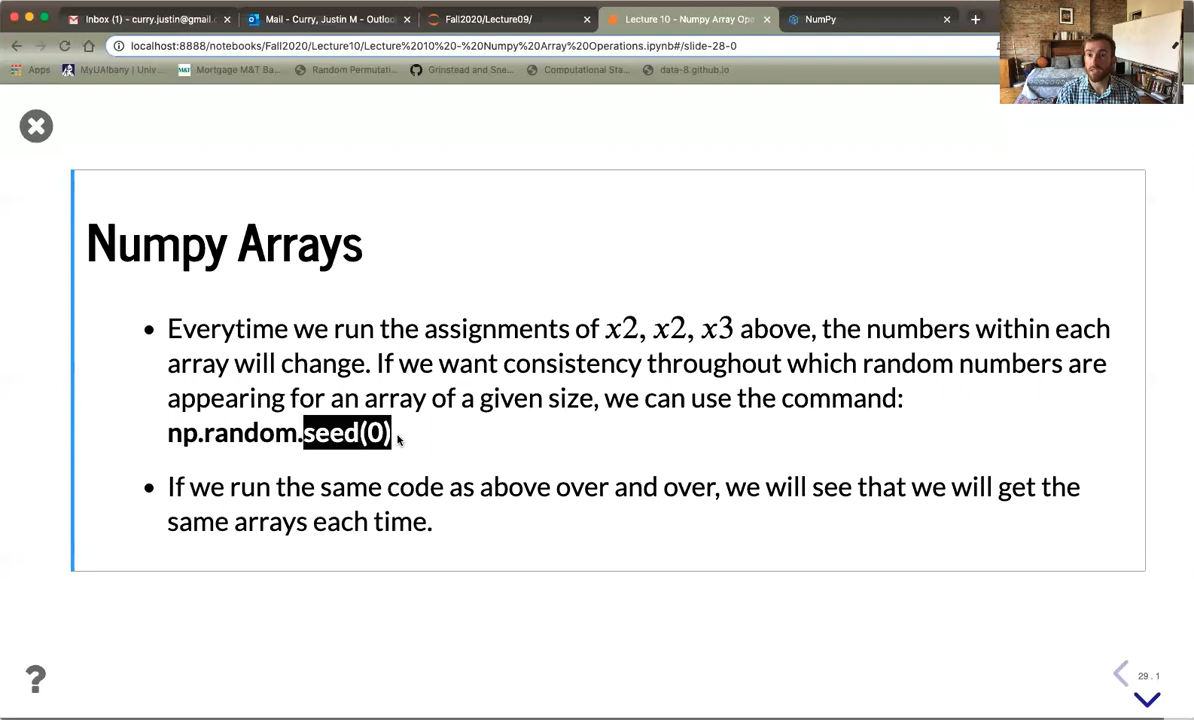 Inbox (1) - curry.justin@gmail. Mail - Curry, Justin M - Outloo Fall2020/Lecture09/ Lecture 10 - Numpy Array Ope NumPy
localhost:8888/notebooks/Fall2020/Lecture10/Lecture%2010%20-%20Numpy%20Array%20Operations.ipynb#/slide-28-0
Apps MyUAlbany | Univ... M&T Mortgage M&T Ba... Random Permutati... Grinstead and Sne... Computational Sta... data-8.github.io
Numpy Arrays
• Everytime we run the assignments of x2, x2, x3 above, the numbers within each
array will change. If we want consistency throughout which random numbers are
appearing for an array of a given size, we can use the command:
np.random.seed(0)
• If we run the same code as above over and over, we will see that we will get the
same arrays each time.
?
29 . 1